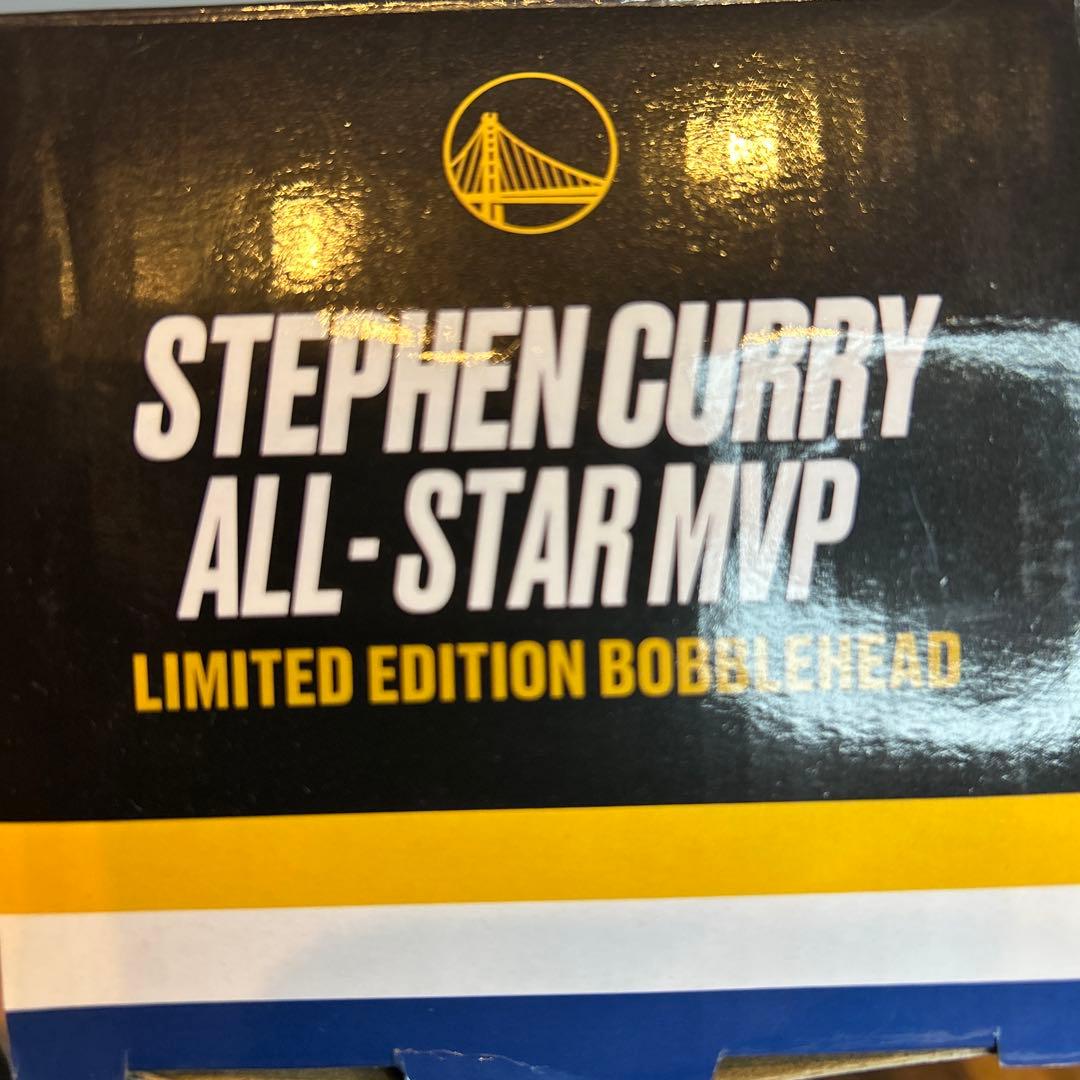 STEPHEN CURRY
ALL-STAR MVP
LIMITED EDITION BOBBLEHEAD